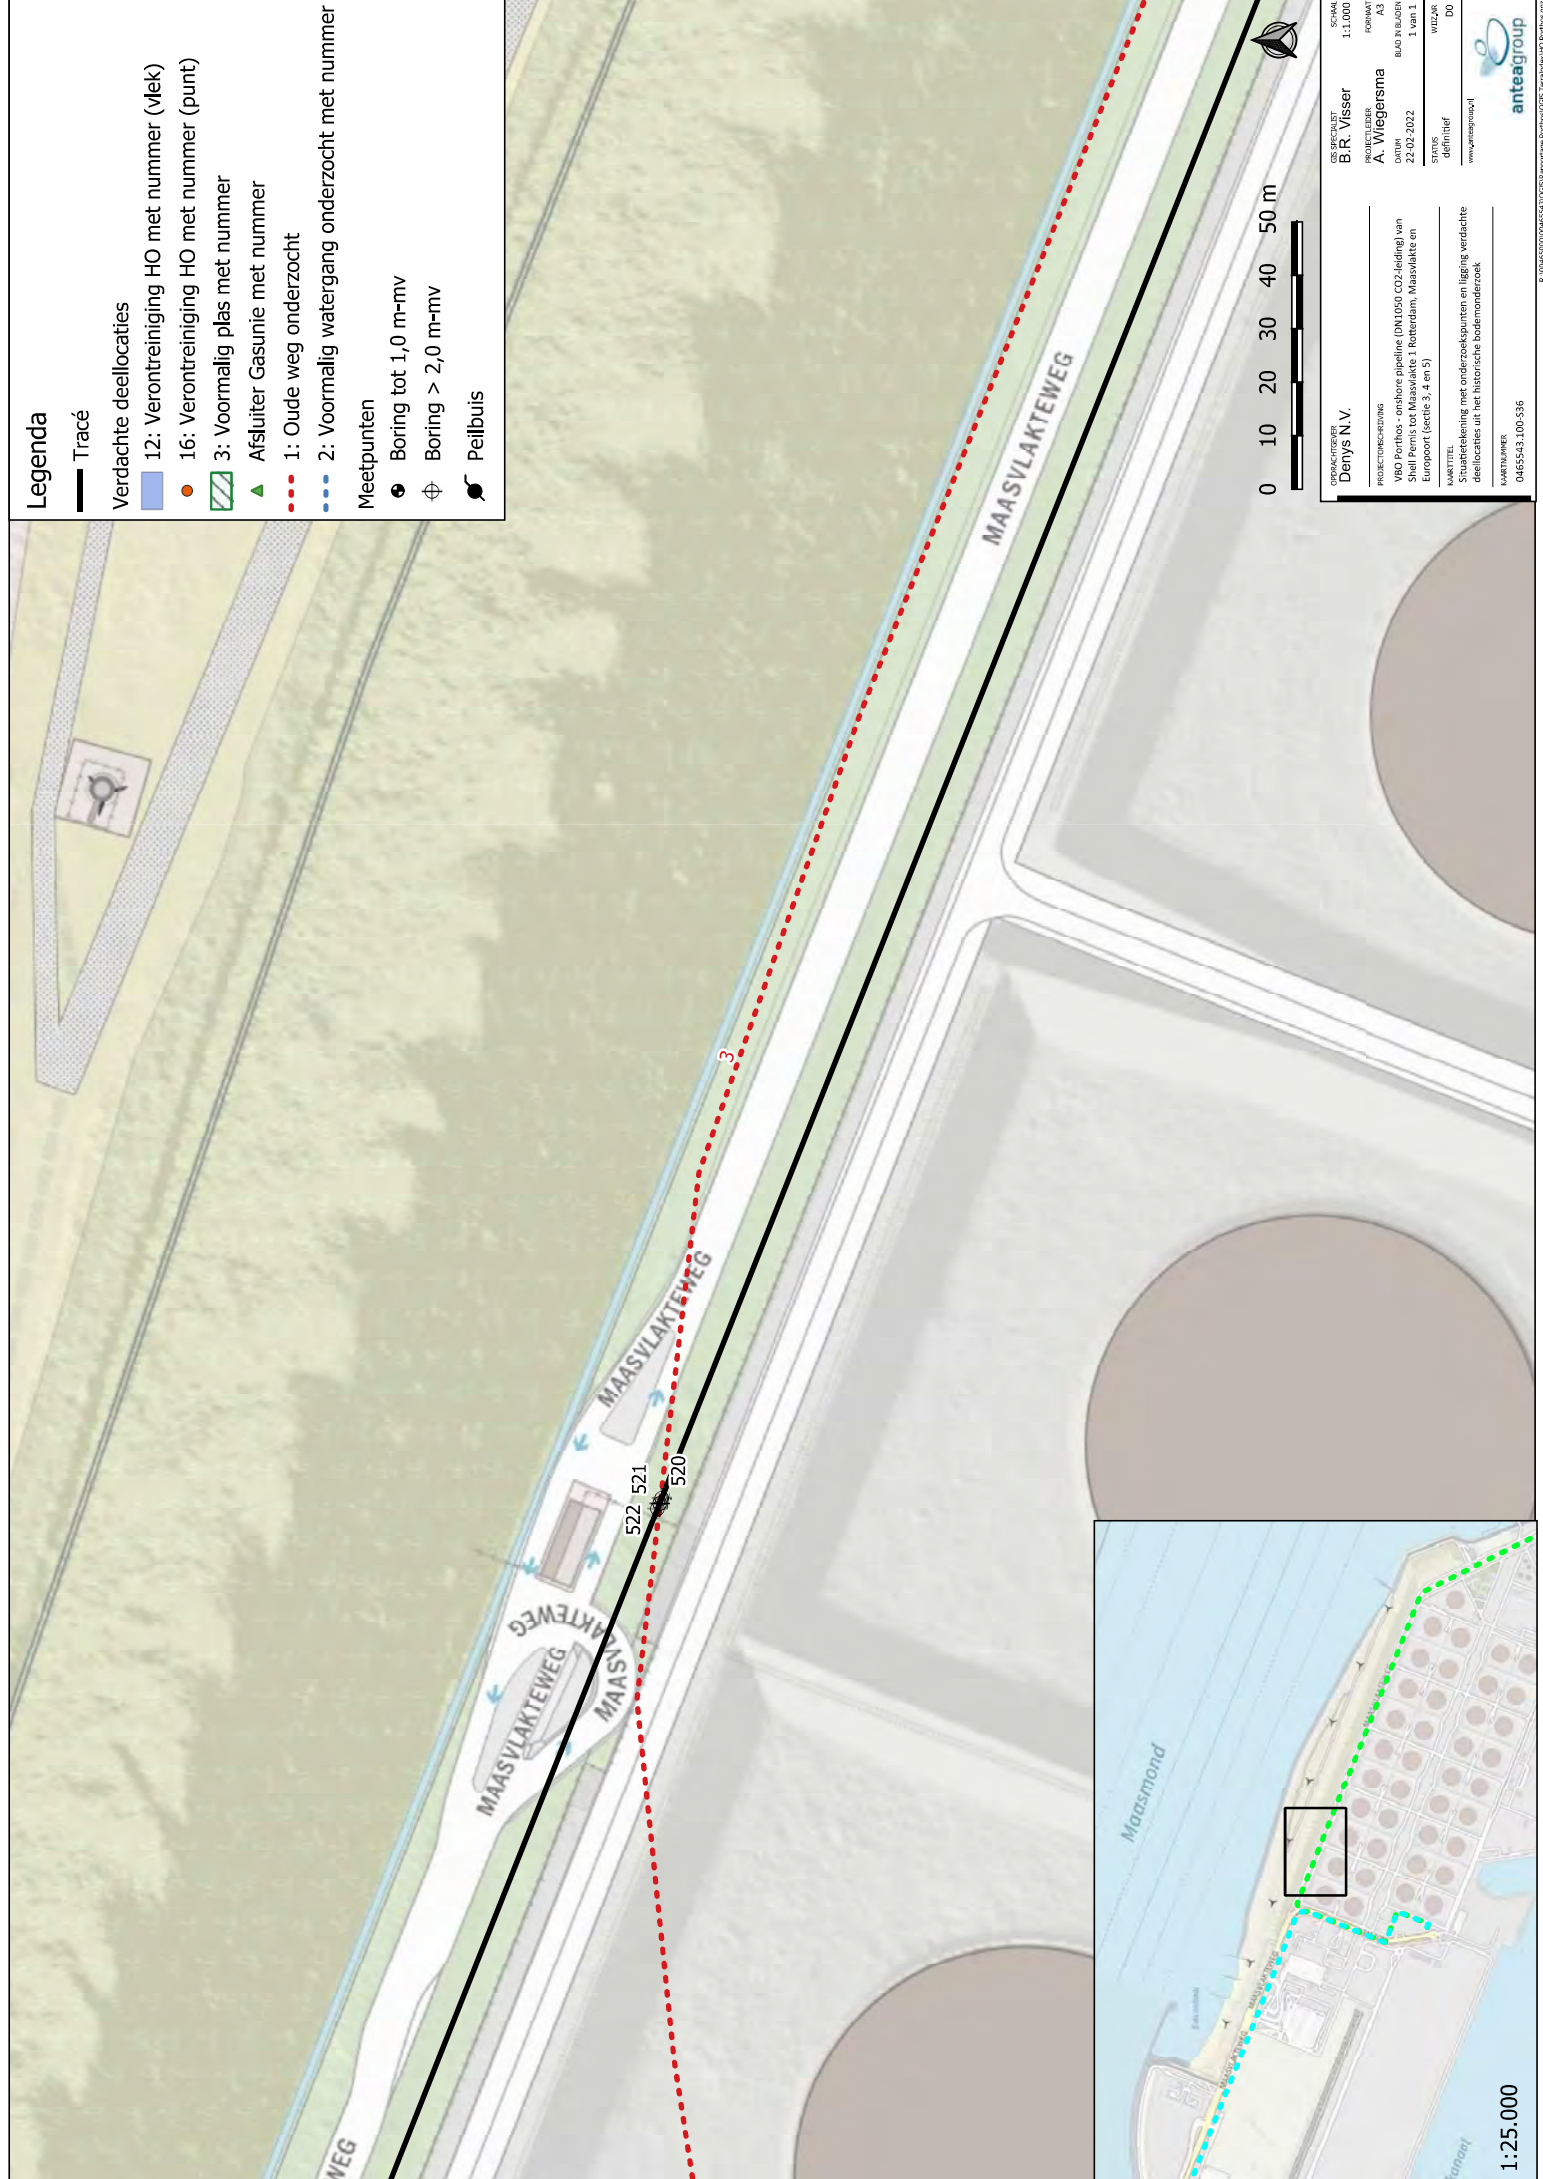 Legenda
Tracé
Verdachte deellocaties
12: Verontreiniging HO met nummer (vlek)
16: Verontreiniging HO met nummer (punt)
3: Voormalig plas met nummer
Afsluiter Gasunie met nummer
1: Oude weg onderzocht
2: Voormalig watergang onderzocht met nummer
Meetpunten
Boring tot 1,0 m-mv
Boring > 2,0 m-mv
Peilbuis
WEG
MAASVLAKTEWEG
MAASVLAKTEWEG
MAASVLAKTEWEG
MAASVLAKTEWEG
MAASVLAKTEWEG
522
521
520
3
0 10 20 30 40 50 m
OPDRACHTGEVER
Denys N.V.
PROJECTOMSCHRIJVING
VBO Porthos - onshore pipeline (DN1050 CO2-leiding) van
Shell Pernis tot Maasvlakte 1 Rotterdam, Maasvlakte en
Europoort (sectie 3, 4 en 5)
KAARTTITEL
Situatietekening met onderzoekspunten en ligging verdachte
deellocaties uit het historische bodemonderzoek
KAARTNUMMER
0465543.100-S36
GIS SPECIALIST
B.R. Visser
SCHAAL
1:1.000
PROJECTLEIDER
A. Wiegersma
FORMAAT
A3
DATUM
22-02-2022
BLAD IN BLADEN
1 van 1
STATUS
definitief
WIJZ.NR
D0
www.anteagroup.nl
anteagroup
Maasmond
MAASVLAKTEWEG
MAASVLAKTEWEG
1:25.000